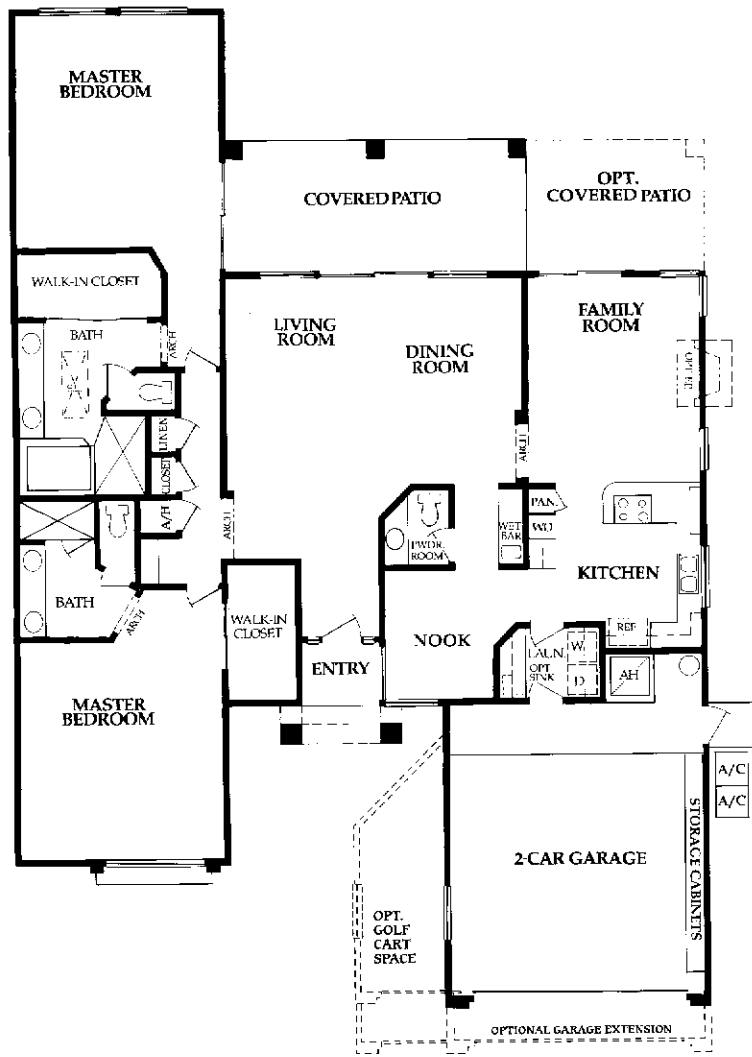 MASTER
BEDROOM
COVERED PATIO
OPT.
COVERED PATIO
WALK-IN CLOSET
BATH
ARCH
LIVING
ROOM
DINING
ROOM
FAMILY
ROOM
OPT. F.P.
LINEN
CLOSET
A/H
ARCH
ARCH
PWDR.
ROOM
WET
BAR
PAN.
W.O.
KITCHEN
BATH
ARCH
WALK-IN
CLOSET
ENTRY
NOOK
LAUN.
OPT
SINK
W
D
REF
AH
MASTER
BEDROOM
A/C
A/C
2-CAR GARAGE
STORAGE CABINETS
OPT.
GOLF
CART
SPACE
OPTIONAL GARAGE EXTENSION